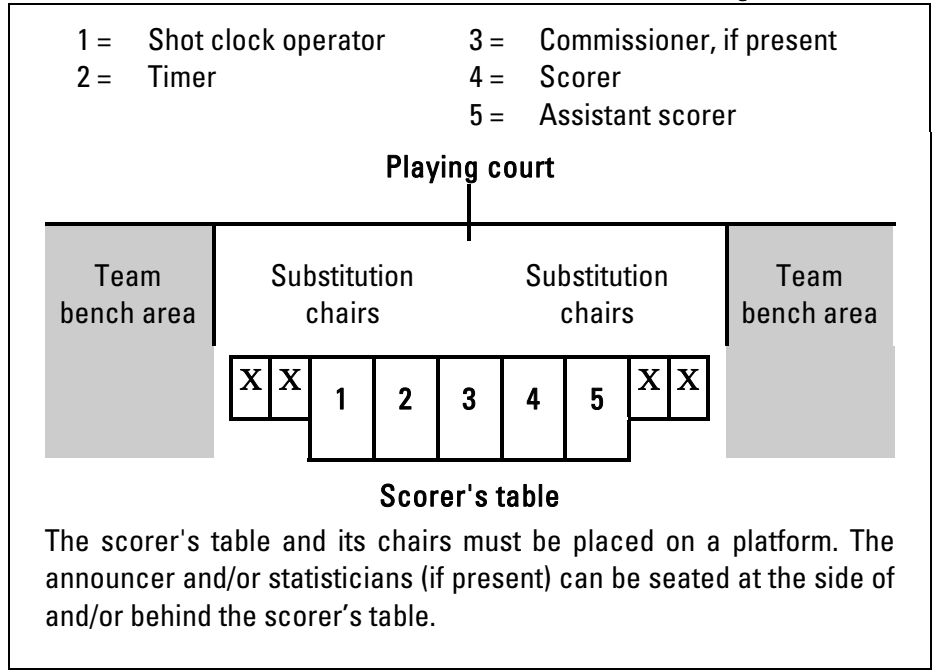 1 = Shot clock operator 3 = Commissioner, if present
2 = Timer 4 = Scorer
5 = Assistant scorer
Playing court
Team Substitution Substitution Team
bench area chairs chairs bench area
X X 1 2 3 4 5 X X
Scorer's table
The scorer's table and its chairs must be placed on a platform. The
announcer and/or statisticians (if present) can be seated at the side of
and/or behind the scorer’s table.